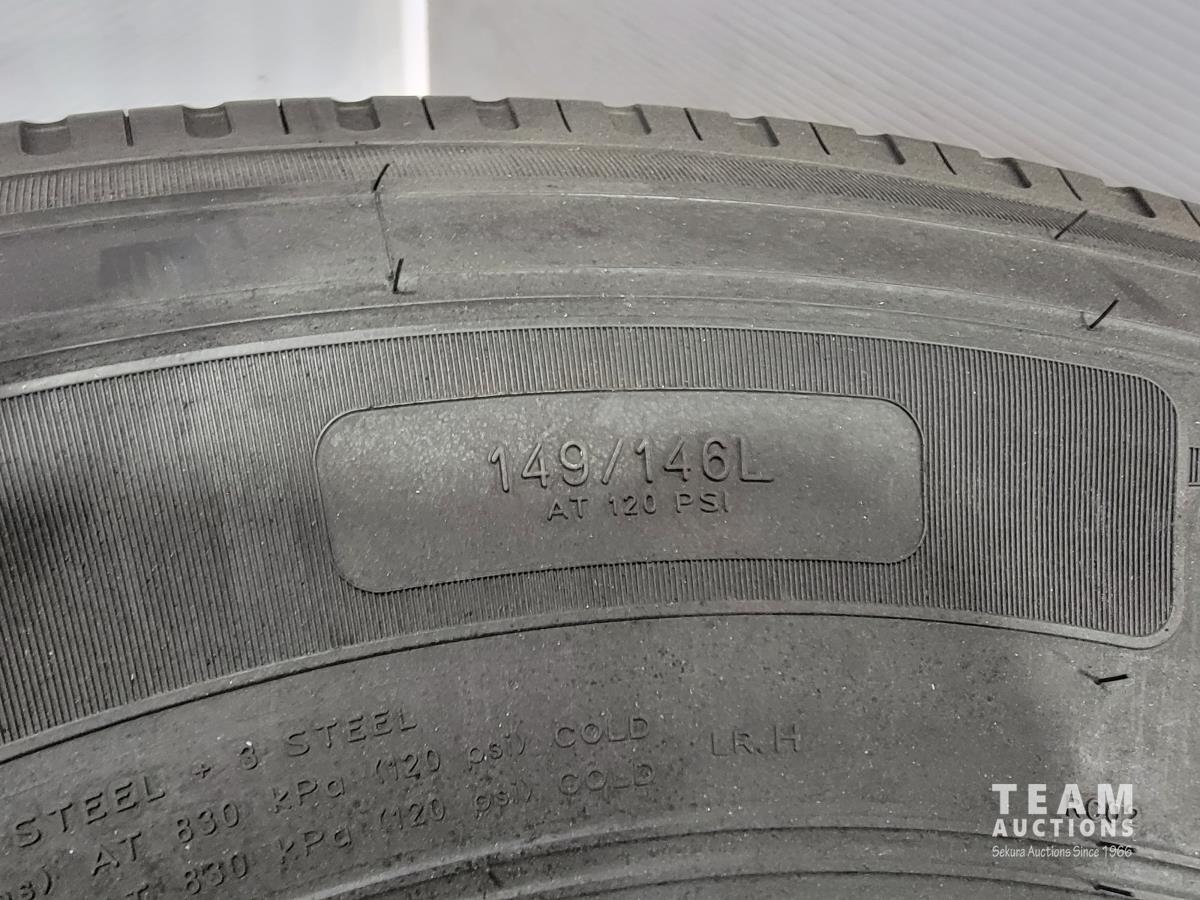 149/146L
AT 120 PSI
STEEL + 3 STEEL
AT 830 kPa (120 psi) COLD LR.H
830 kPa (120 psi) COLD
TEAM
AUCTIONS
Sekura Auctions Since 1966